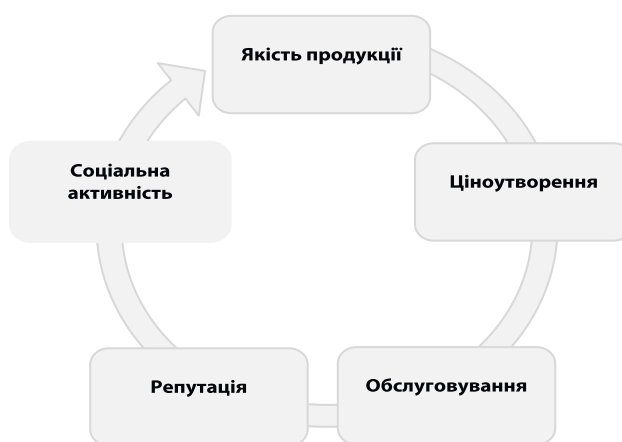 Якість продукції
Ціноутворення
Обслуговування
Репутація
Соціальна
активність